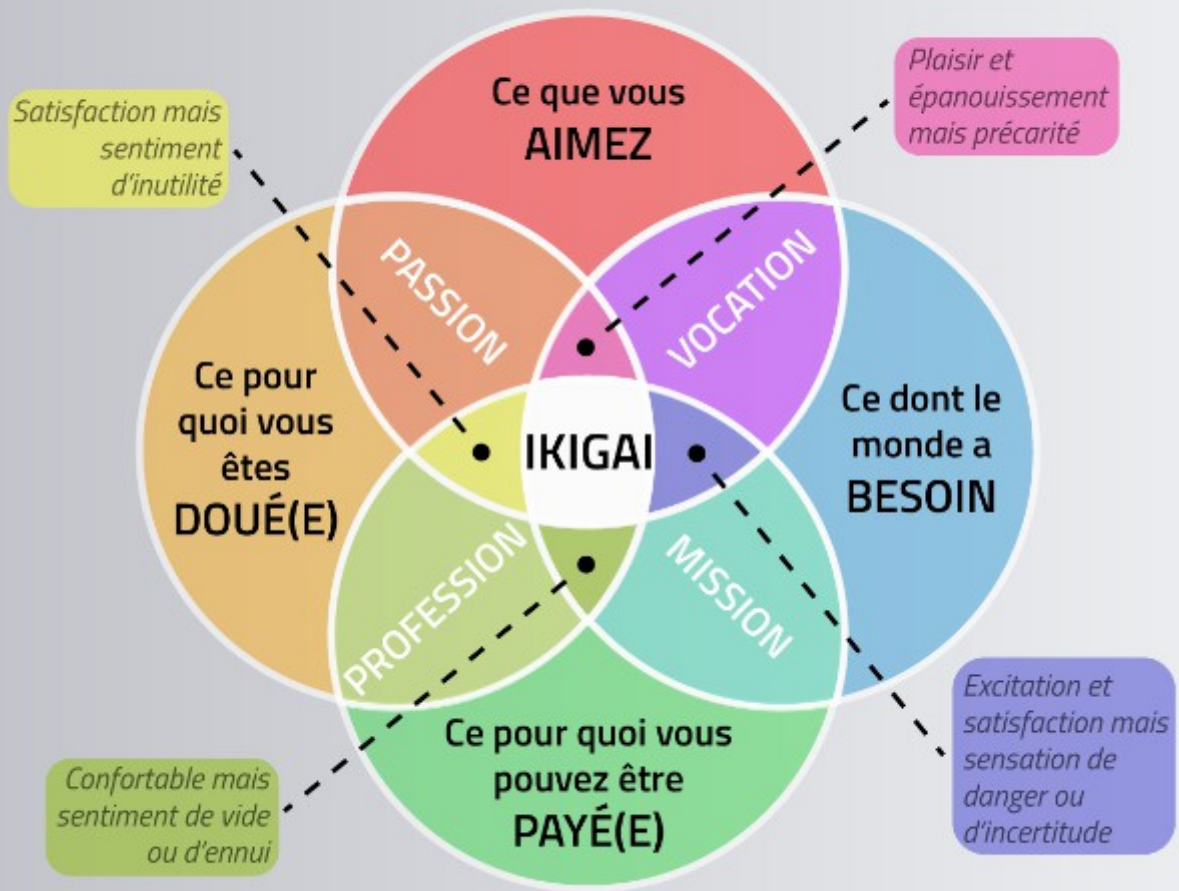 Ce que vous
AIMEZ
Plaisir et
épanouissement
mais précarité
Satisfaction mais
sentiment
d'inutilité
PASSION
VOCATION
Ce pour
quoi vous
êtes
DOUÉ(E)
IKIGAI
Ce dont le
monde a
BESOIN
PROFESSION
MISSION
Ce pour quoi vous
pouvez être
PAYÉ(E)
Confortable mais
sentiment de vide
ou d'ennui
Excitation et
satisfaction mais
sensation de
danger ou
d'incertitude